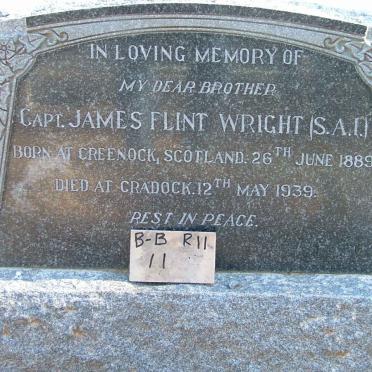 IN LOVING MEMORY OF
MY DEAR BROTHER
CAPT. JAMES FLINT WRIGHT (S.A.I.)
BORN AT GREENOCK, SCOTLAND. 26TH JUNE 1889
DIED AT CRADOCK. 12TH MAY 1939.
REST IN PEACE.
B-B R11
11